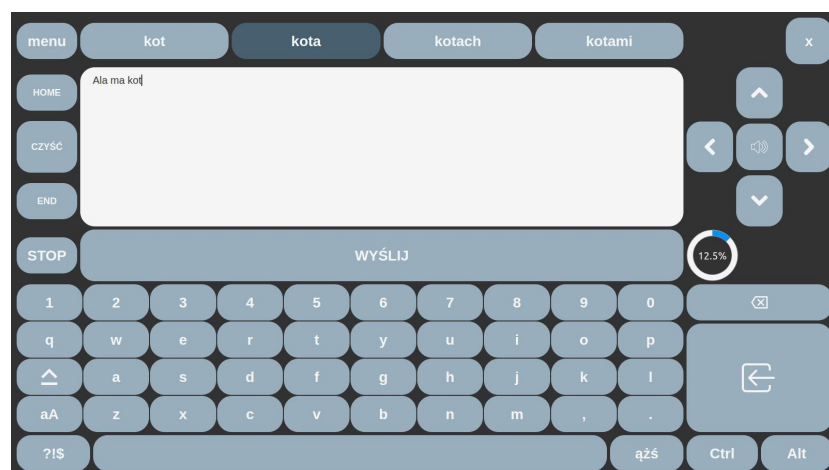 menu kot kota kotach kotami x
HOME
Ala ma kot
CZYŚĆ
END
STOP WYŚLIJ 12.5%
1 2 3 4 5 6 7 8 9 0
q w e r t y u i o p
a s d f g h j k l
aA z x c v b n m , .
?!$ ążś Ctrl Alt